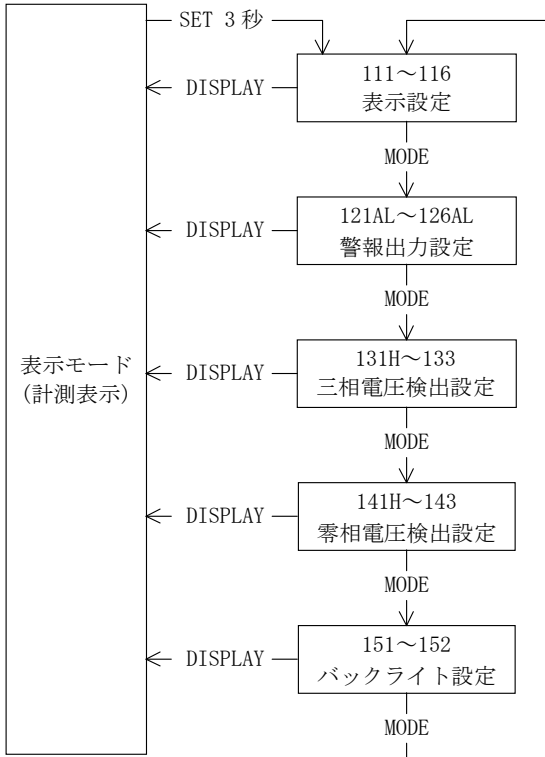 SET 3秒
111～116
表示設定
DISPLAY
MODE
121AL～126AL
警報出力設定
DISPLAY
MODE
表示モード
(計測表示)
131H～133
三相電圧検出設定
DISPLAY
MODE
141H～143
零相電圧検出設定
DISPLAY
MODE
151～152
バックライト設定
DISPLAY
MODE